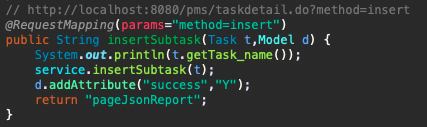 // http://localhost:8080/pms/taskdetail.do?method=insert
@RequestMapping(params="method=insert")
public String insertSubtask(Task t,Model d) {
System.out.println(t.getTask_name());
service.insertSubtask(t);
d.addAttribute("success","Y");
return "pageJsonReport";
}